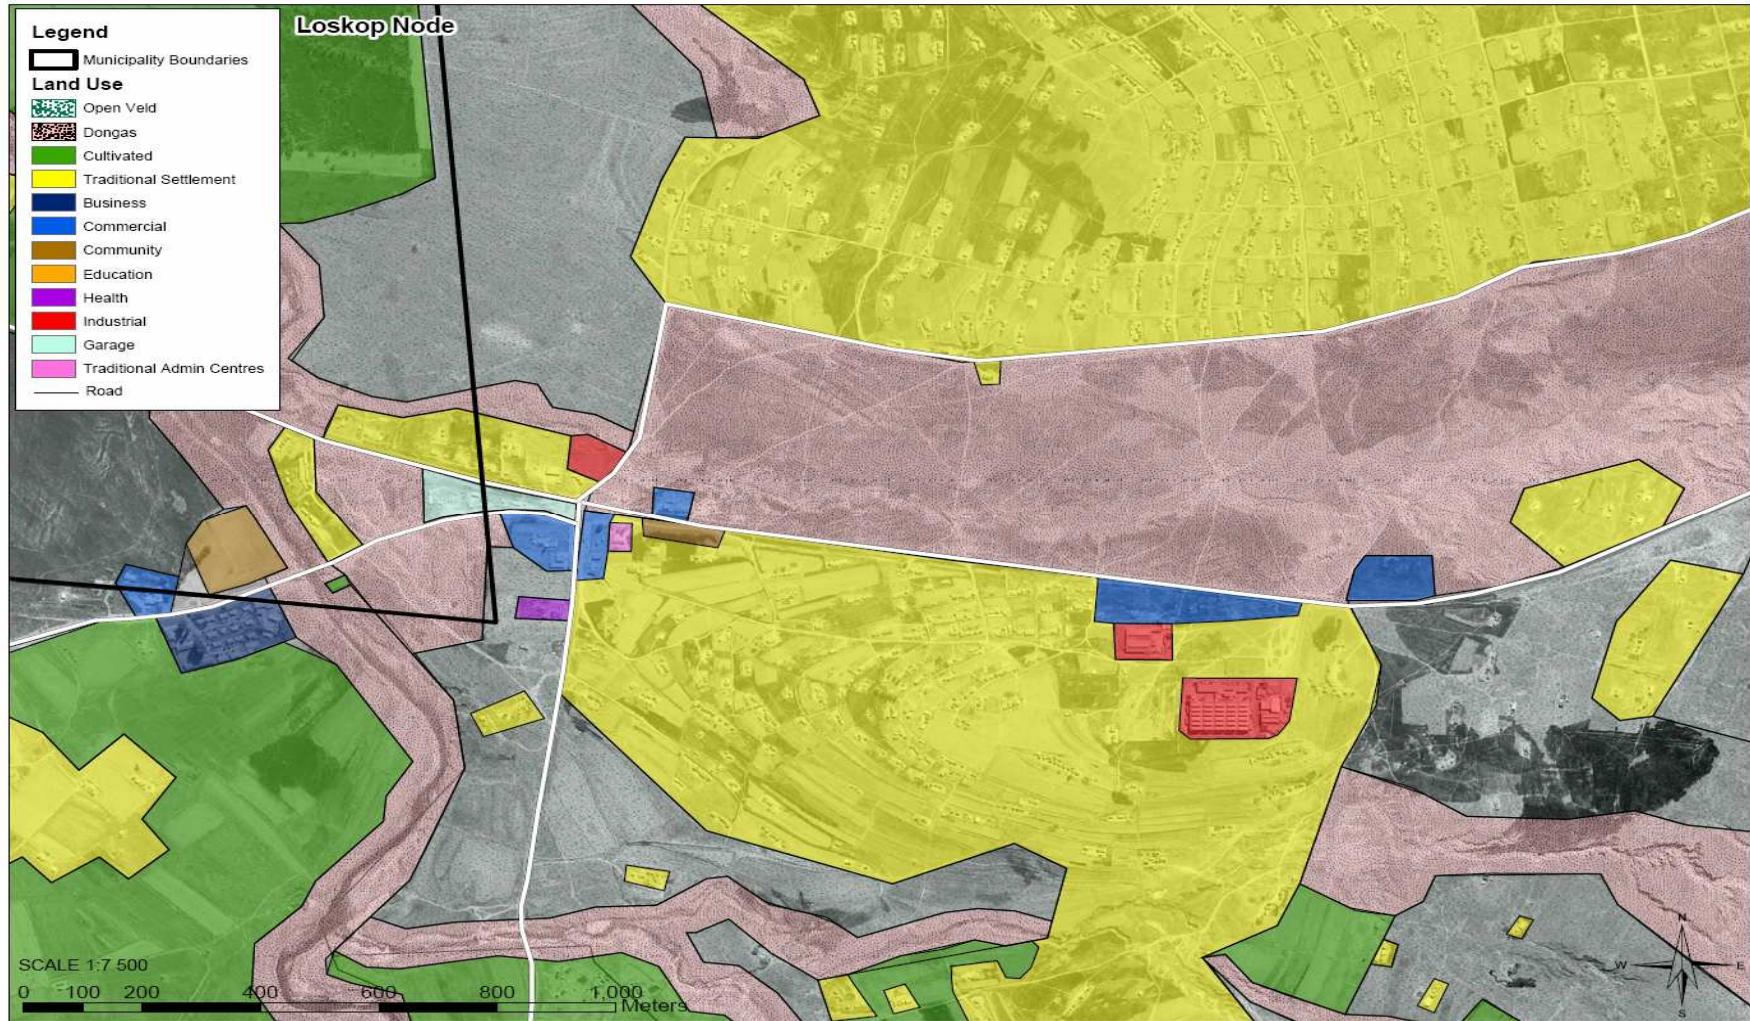 Loskop Node
Legend
Municipality Boundaries
Land Use
Open Veld
Dongas
Cultivated
Traditional Settlement
Business
Commercial
Community
Education
Health
Industrial
Garage
Traditional Admin Centres
Road
N
W E
S
SCALE 1:7 500
0 100 200 400 600 800 1,000
Meters